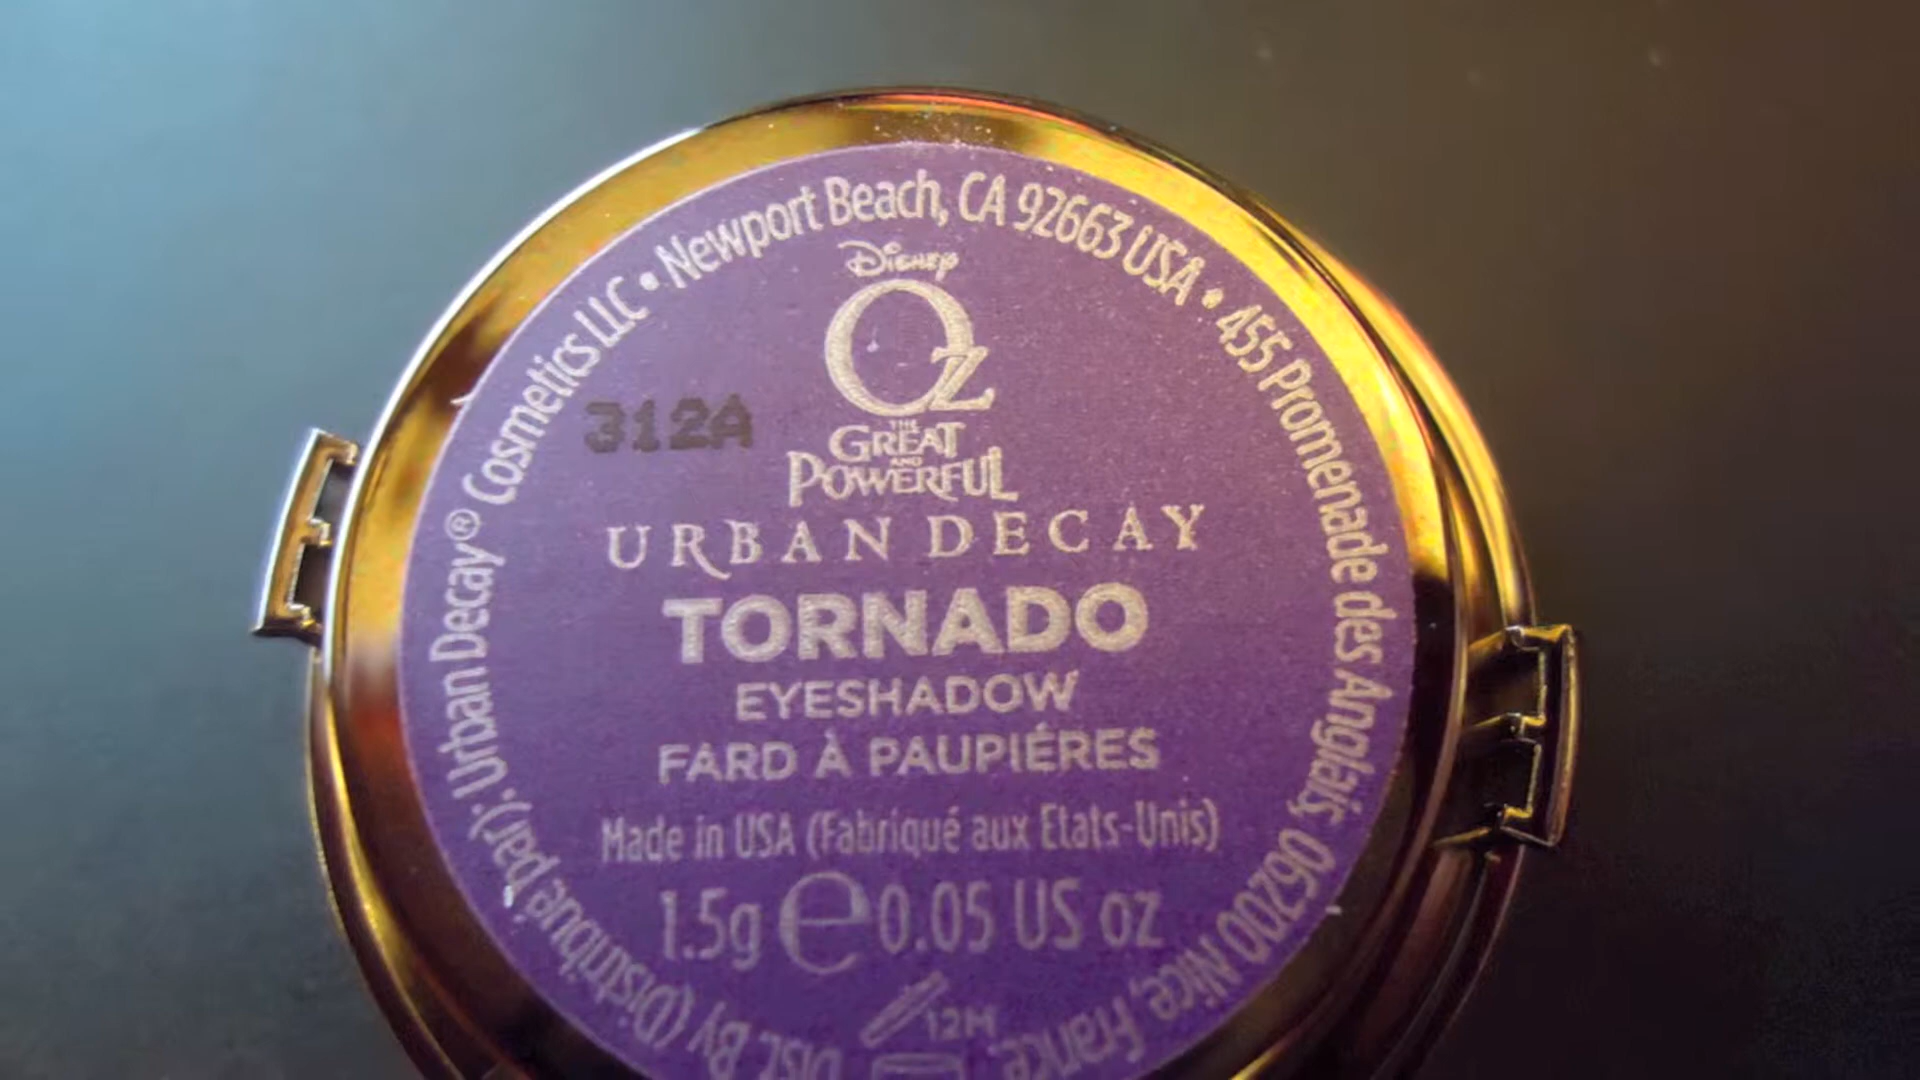 Dist. By (Distribué par): Urban Decay® Cosmetics LLC • Newport Beach, CA 92663 USA • 455 Promenade des Anglais, 06200 Nice, France
Disney
Oz
THE
GREAT
AND
POWERFUL
312A
URBAN DECAY
TORNADO
EYESHADOW
FARD À PAUPIÉRES
Made in USA (Fabriqué aux Etats-Unis)
1.5g e 0.05 US oz
12M